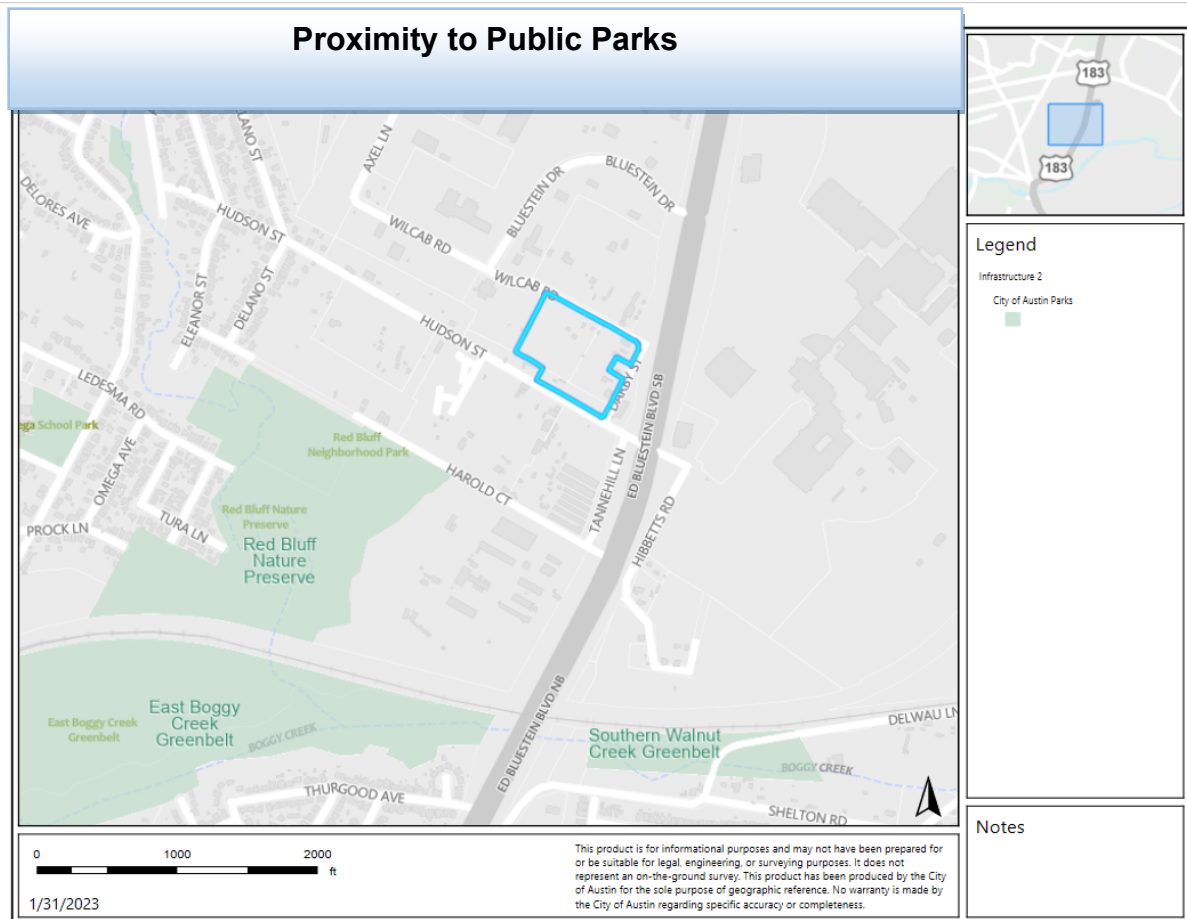 Proximity to Public Parks
183
183
DELANO ST
AXEL LN
BLUESTEIN DR
BLUESTEIN DR
DELORES AVE
HUDSON ST
WILCAB RD
WILCAB RD
ELEANOR ST
DELANO ST
HUDSON ST
DARBY ST
LEDESMA RD
ED BLUESTEIN BLVD SB
ega School Park
OMEGA AVE
Red Bluff
Neighborhood Park
HAROLD CT
TANNEHILL LN
HIBBETTS RD
PROCK LN
TURA LN
Red Bluff Nature
Preserve
Red Bluff
Nature
Preserve
East Boggy Creek
Greenbelt
East Boggy
Creek
Greenbelt
BOGGY CREEK
ED BLUESTEIN BLVD NB
Southern Walnut
Creek Greenbelt
DELWAU LN
BOGGY CREEK
THURGOOD AVE
SHELTON RD
Legend
Infrastructure 2
City of Austin Parks
Notes
0 1000 2000
ft
1/31/2023
This product is for informational purposes and may not have been prepared for
or be suitable for legal, engineering, or surveying purposes. It does not
represent an on-the-ground survey. This product has been produced by the City
of Austin for the sole purpose of geographic reference. No warranty is made by
the City of Austin regarding specific accuracy or completeness.